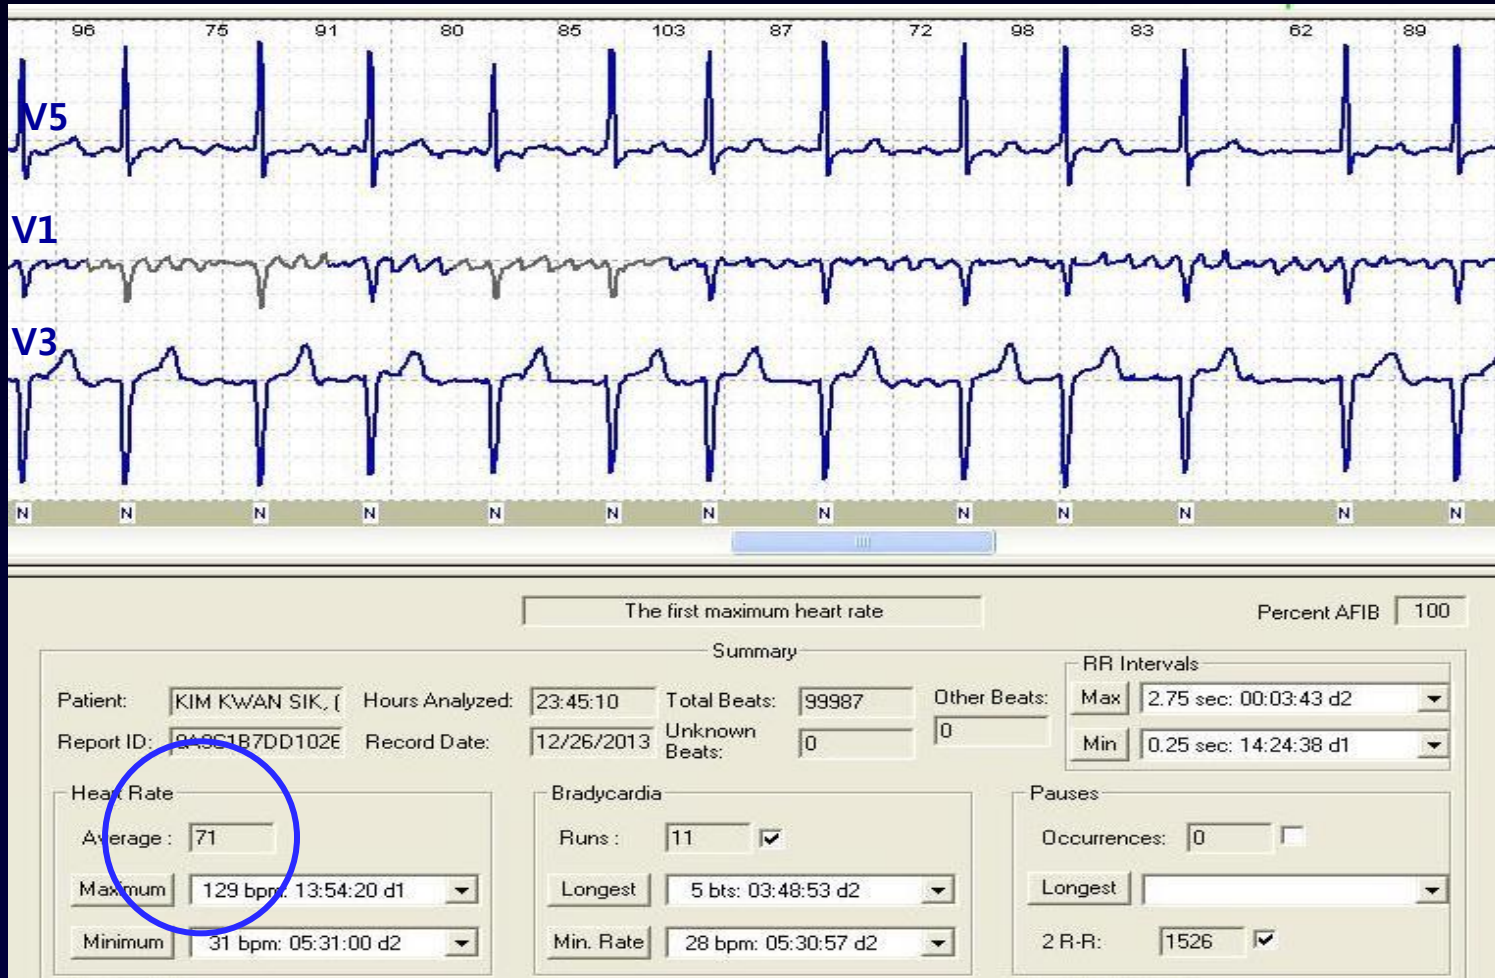 96 75 91 80 85 103 87 72 98 83 62 89
V5
V1
V3
N N N N N N N N N N N N N
The first maximum heart rate
Percent AFIB 100
Summary
Patient: KIM KWAN SIK, ( Hours Analyzed: 23:45:10 Total Beats: 99987 Other Beats: 0
Report ID: Record Date: 12/26/2013 Unknown Beats: 0
RR Intervals
Max 2.75 sec: 00:03:43 d2
Min 0.25 sec: 14:24:38 d1
Heart Rate
Average : 71
Maximum 129 bpm: 13:54:20 d1
Minimum 31 bpm: 05:31:00 d2
Bradycardia
Runs : 11
Longest 5 bts: 03:48:53 d2
Min. Rate 28 bpm: 05:30:57 d2
Pauses
Occurrences: 0
Longest
2 R-R: 1526